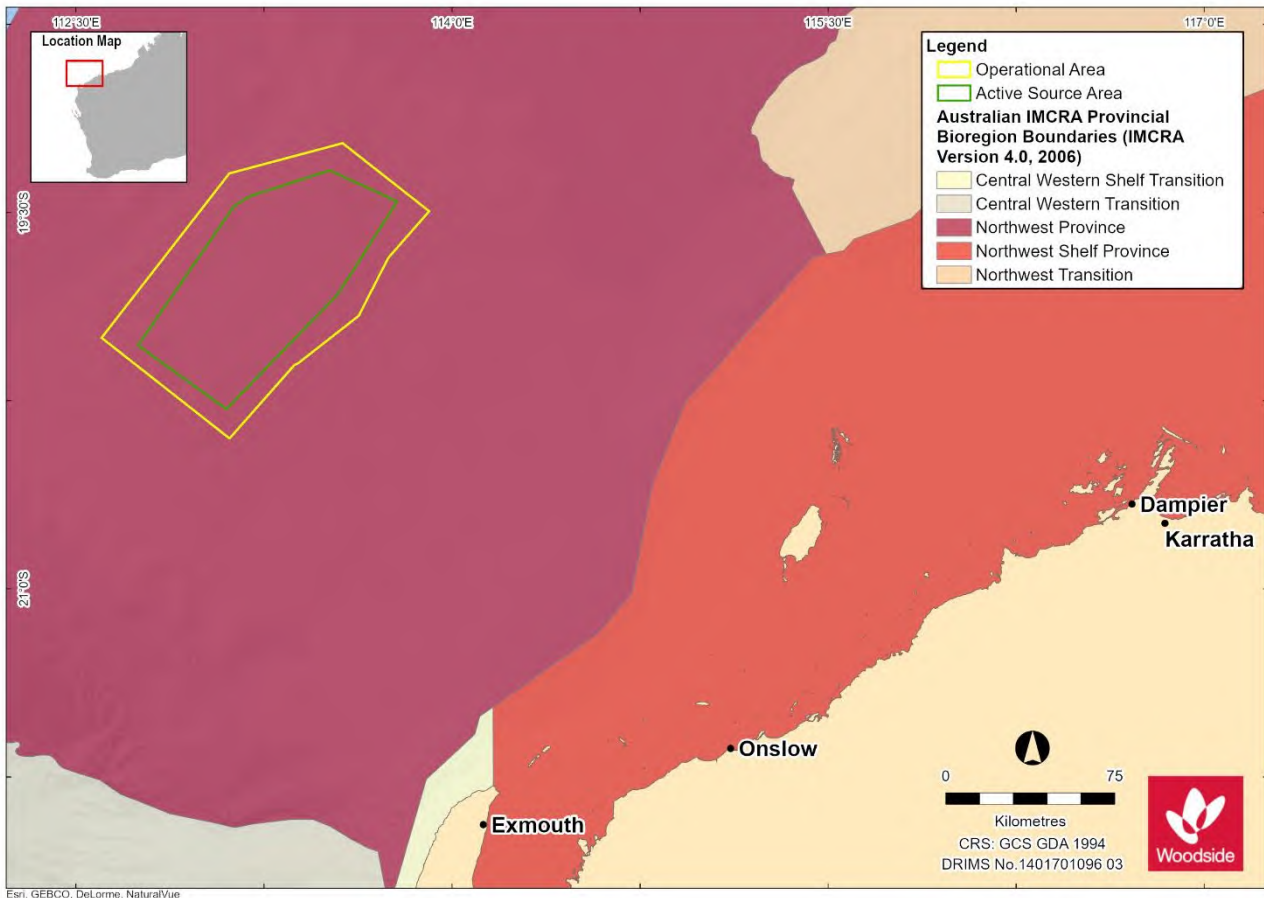 112°30'E
114°0'E
115°30'E
117°0'E
Location Map
Legend
Operational Area
Active Source Area
Australian IMCRA Provincial
Bioregion Boundaries (IMCRA
Version 4.0, 2006)
Central Western Shelf Transition
Central Western Transition
Northwest Province
Northwest Shelf Province
Northwest Transition
19°30'S
21°0'S
Dampier
Karratha
Onslow
Exmouth
0 75
Kilometres
CRS: GCS GDA 1994
DRIMS No.1401701096 03
Woodside
Esri, GEBCO, DeLorme, NaturalVue